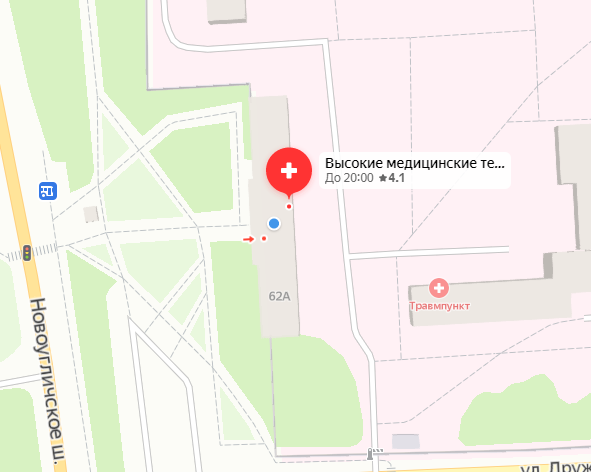 Высокие медицинские те...
До 20:00 ★4.1
62А
Травмпункт
Новоугличское ш.
ул. Друж